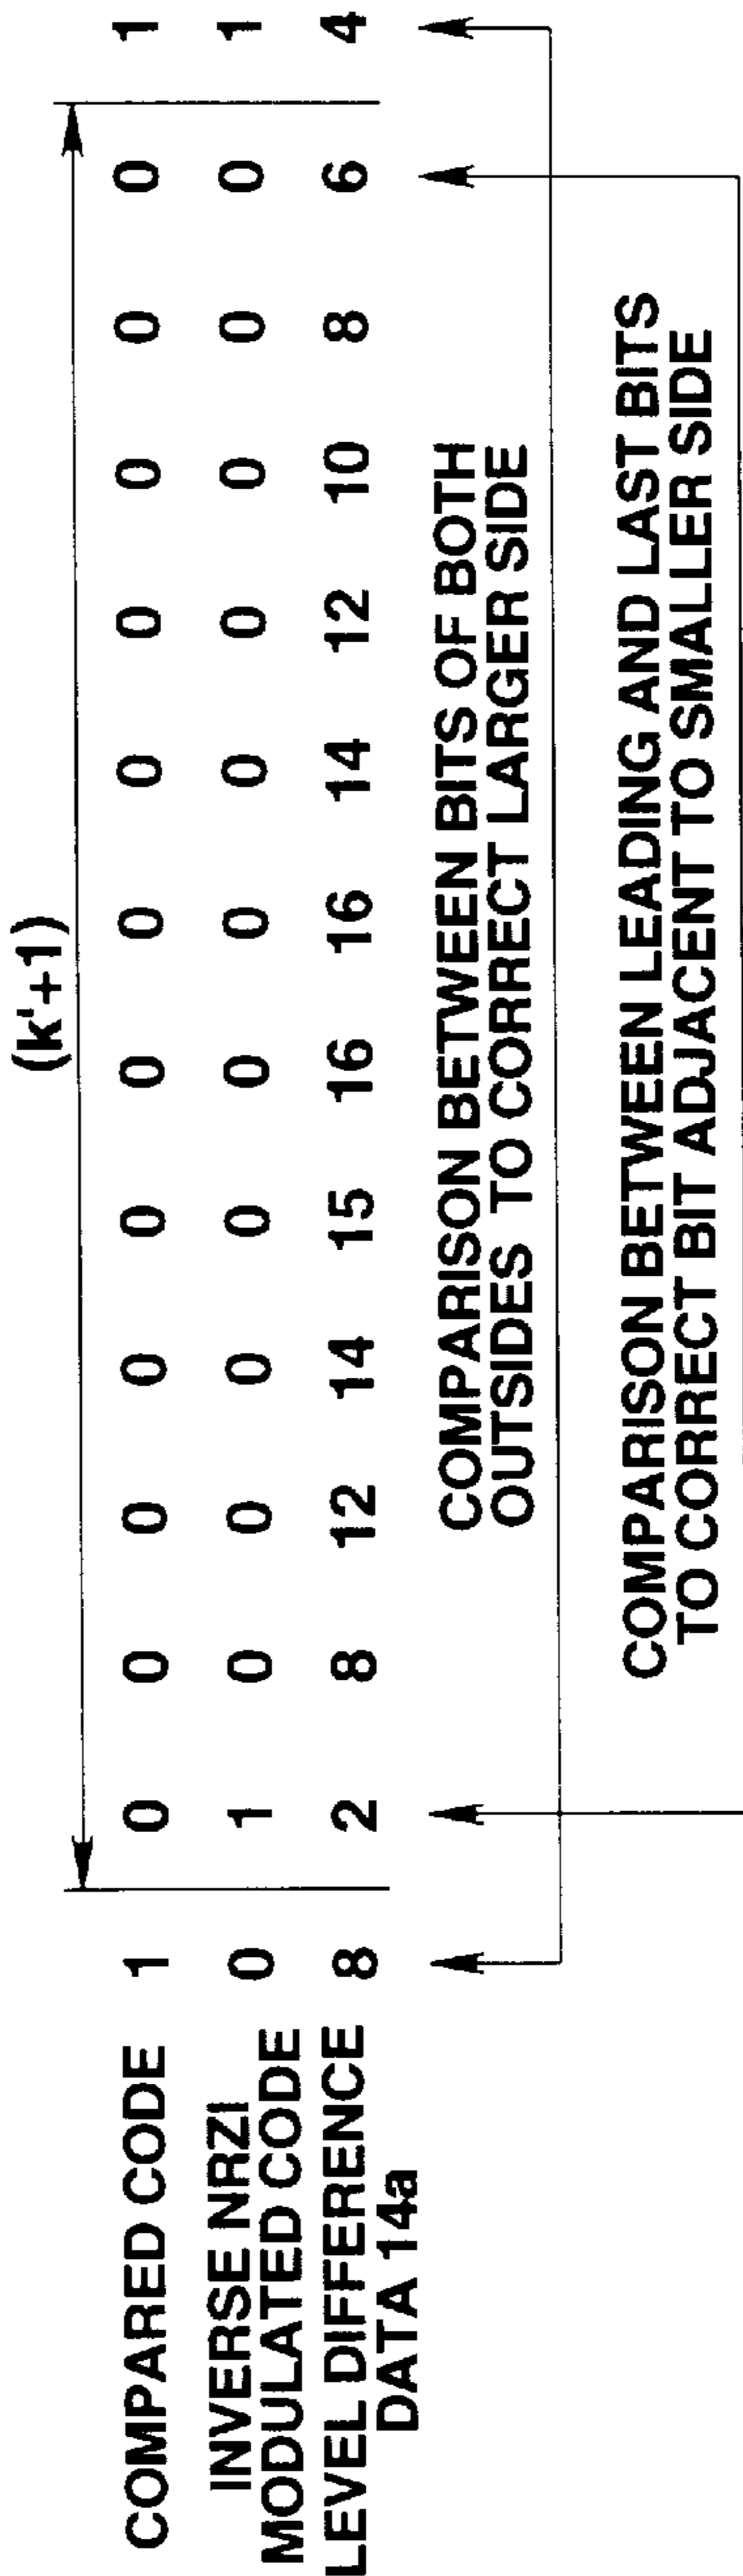 (k'+1)
COMPARED CODE 1 0 0 0 0 0 0 0 0 0 0 0 0 1
INVERSE NRZI
MODULATED CODE 0 1 0 0 0 0 0 0 0 0 0 0 0 1
LEVEL DIFFERENCE 8 2 8 12 14 15 16 16 14 12 10 8 6 4
DATA 14a
COMPARISON BETWEEN BITS OF BOTH
OUTSIDES TO CORRECT LARGER SIDE
COMPARISON BETWEEN LEADING AND LAST BITS
TO CORRECT BIT ADJACENT TO SMALLER SIDE